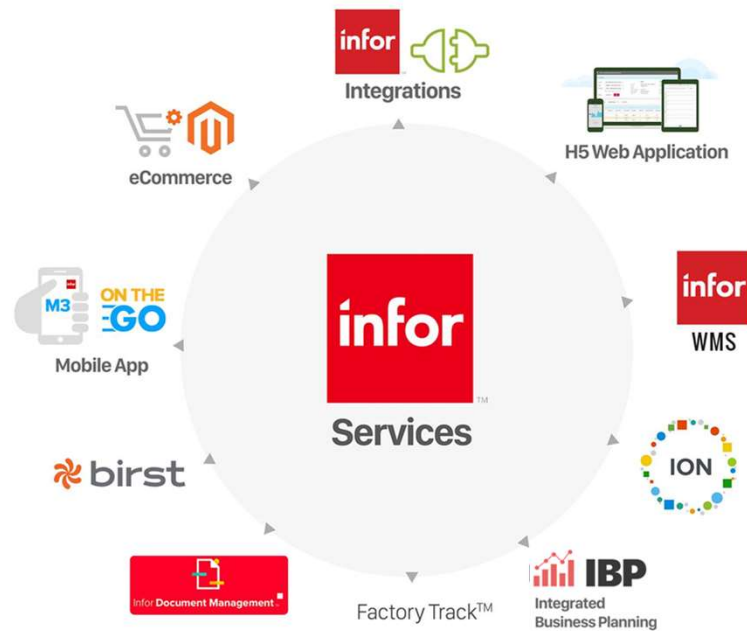 infor
Integrations
H5 Web Application
eCommerce
infor
WMS
M3
ON THE
GO
Mobile App
infor
TM
Services
ION
birst
Infor Document Management
Factory Track™
IBP
Integrated
Business Planning